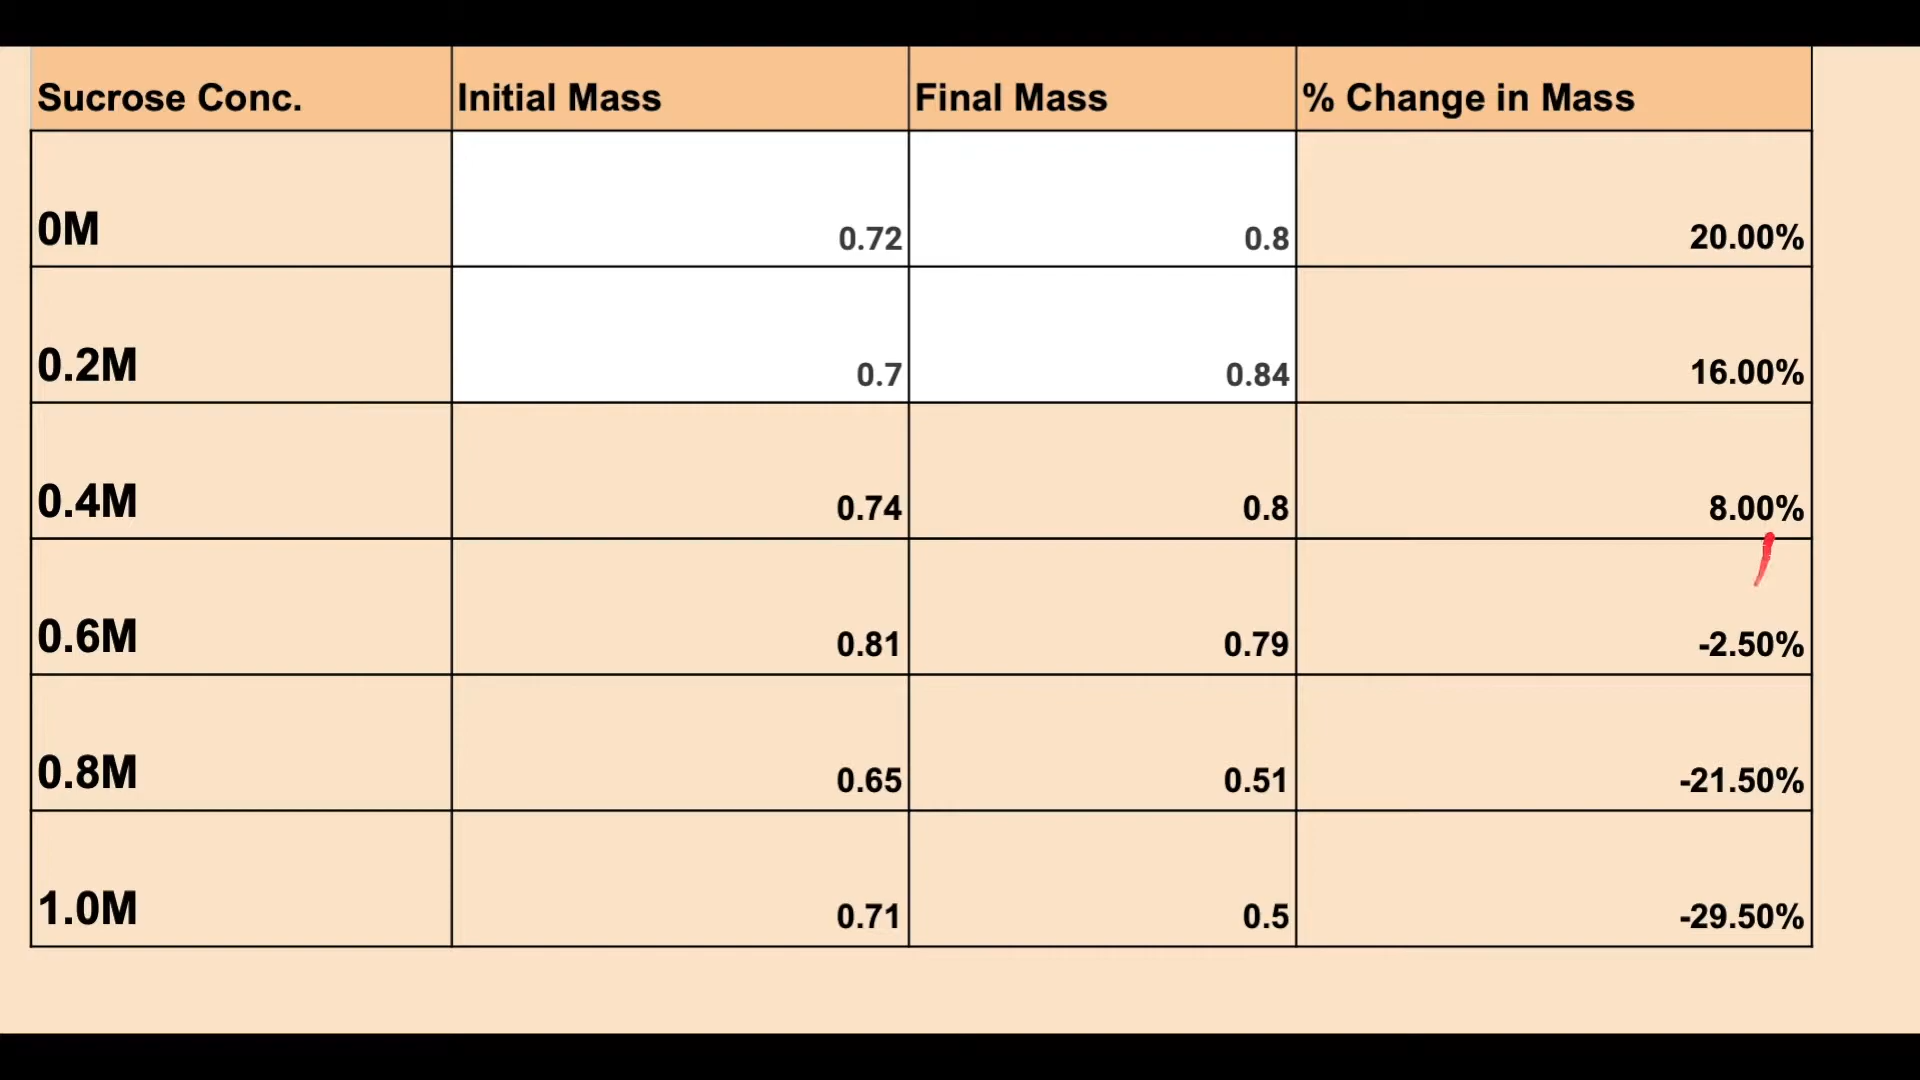 Sucrose Conc. Initial Mass Final Mass % Change in Mass
0M 0.72 0.8 20.00%
0.2M 0.7 0.84 16.00%
0.4M 0.74 0.8 8.00%
0.6M 0.81 0.79 -2.50%
0.8M 0.65 0.51 -21.50%
1.0M 0.71 0.5 -29.50%